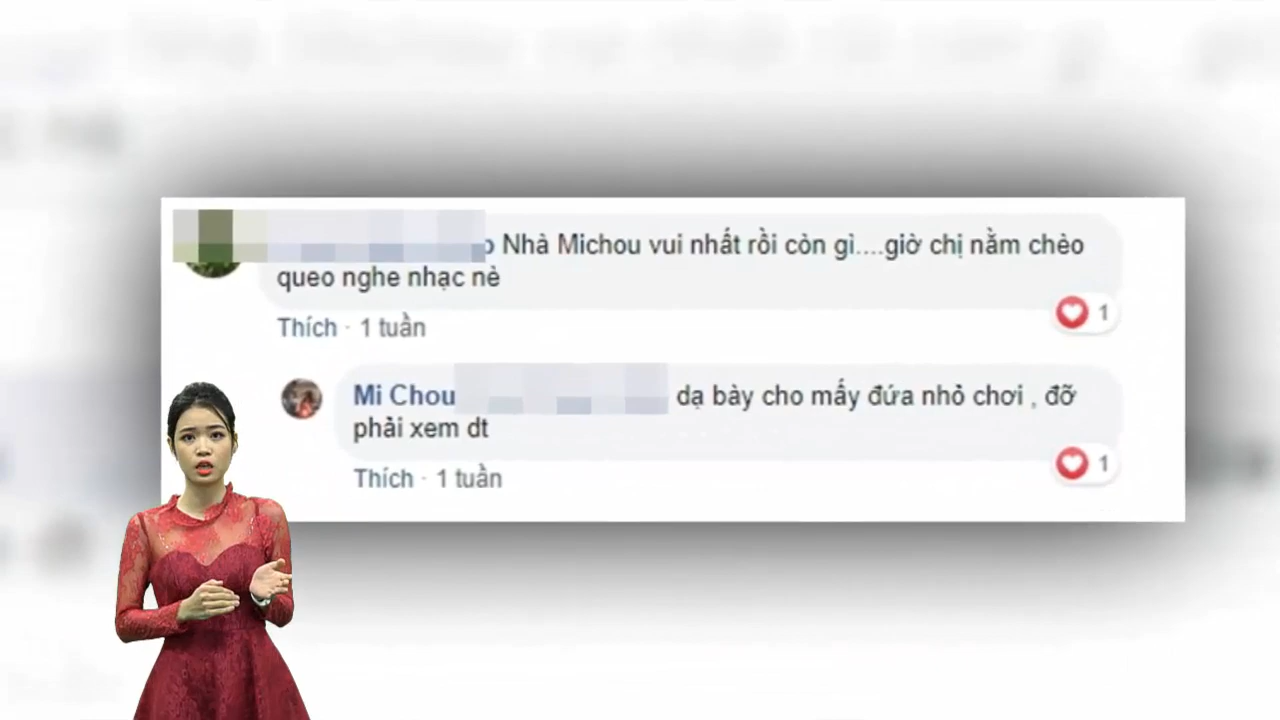 Nhà Michou vui nhất rồi còn gì....giờ chị nằm chèo
queo nghe nhạc nè
1
Thích · 1 tuần
Mi Chou dạ bày cho mấy đứa nhỏ chơi , đỡ
phải xem dt
1
Thích · 1 tuần